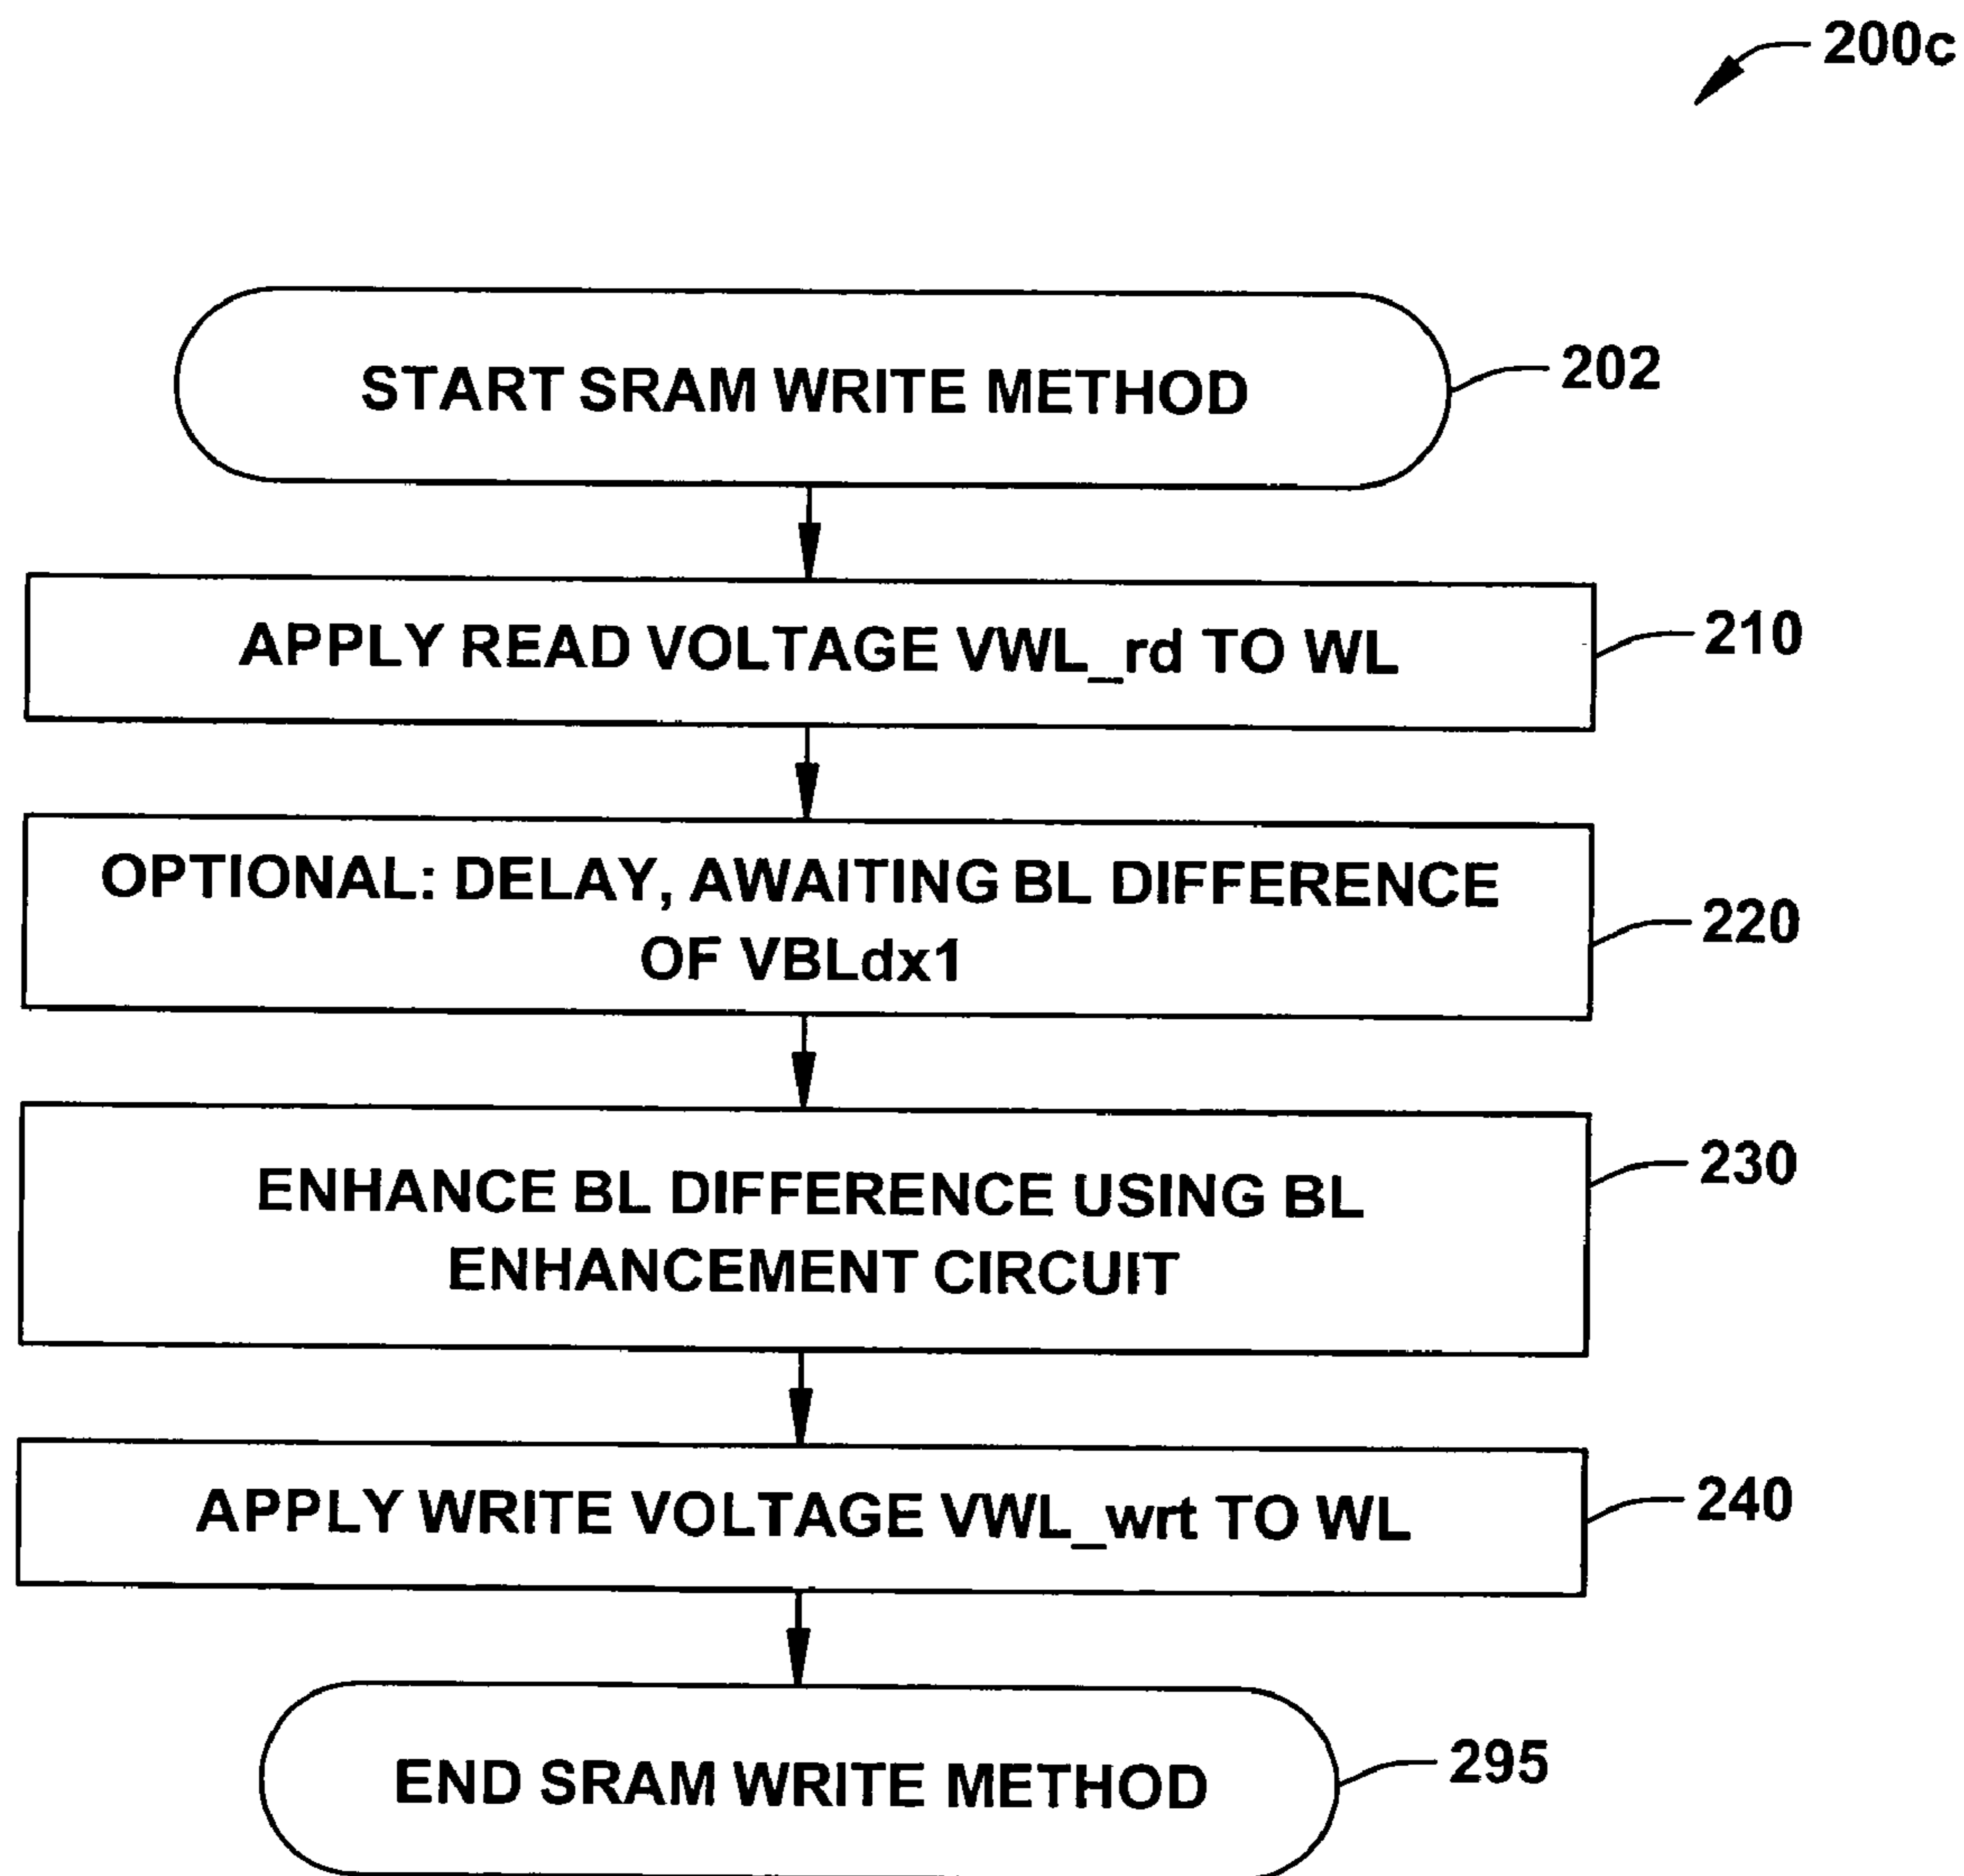 200c
START SRAM WRITE METHOD
202
APPLY READ VOLTAGE VWL_rd TO WL
210
OPTIONAL: DELAY, AWAITING BL DIFFERENCE
OF VBLdx1
220
ENHANCE BL DIFFERENCE USING BL
ENHANCEMENT CIRCUIT
230
APPLY WRITE VOLTAGE VWL_wrt TO WL
240
END SRAM WRITE METHOD
295